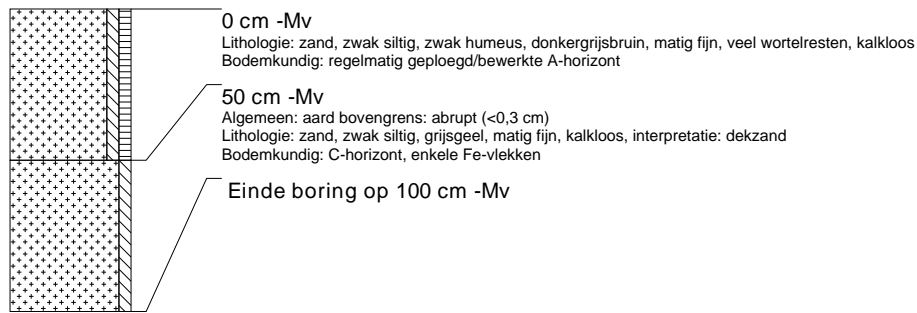 0 cm -Mv
Lithologie: zand, zwak siltig, zwak humeus, donkergrijsbruin, matig fijn, veel wortelresten, kalkloos
Bodemkundig: regelmatig geploegd/bewerkte A-horizont
50 cm -Mv
Algemeen: aard bovengrens: abrupt (<0,3 cm)
Lithologie: zand, zwak siltig, grijsgeel, matig fijn, kalkloos, interpretatie: dekzand
Bodemkundig: C-horizont, enkele Fe-vlekken
Einde boring op 100 cm -Mv